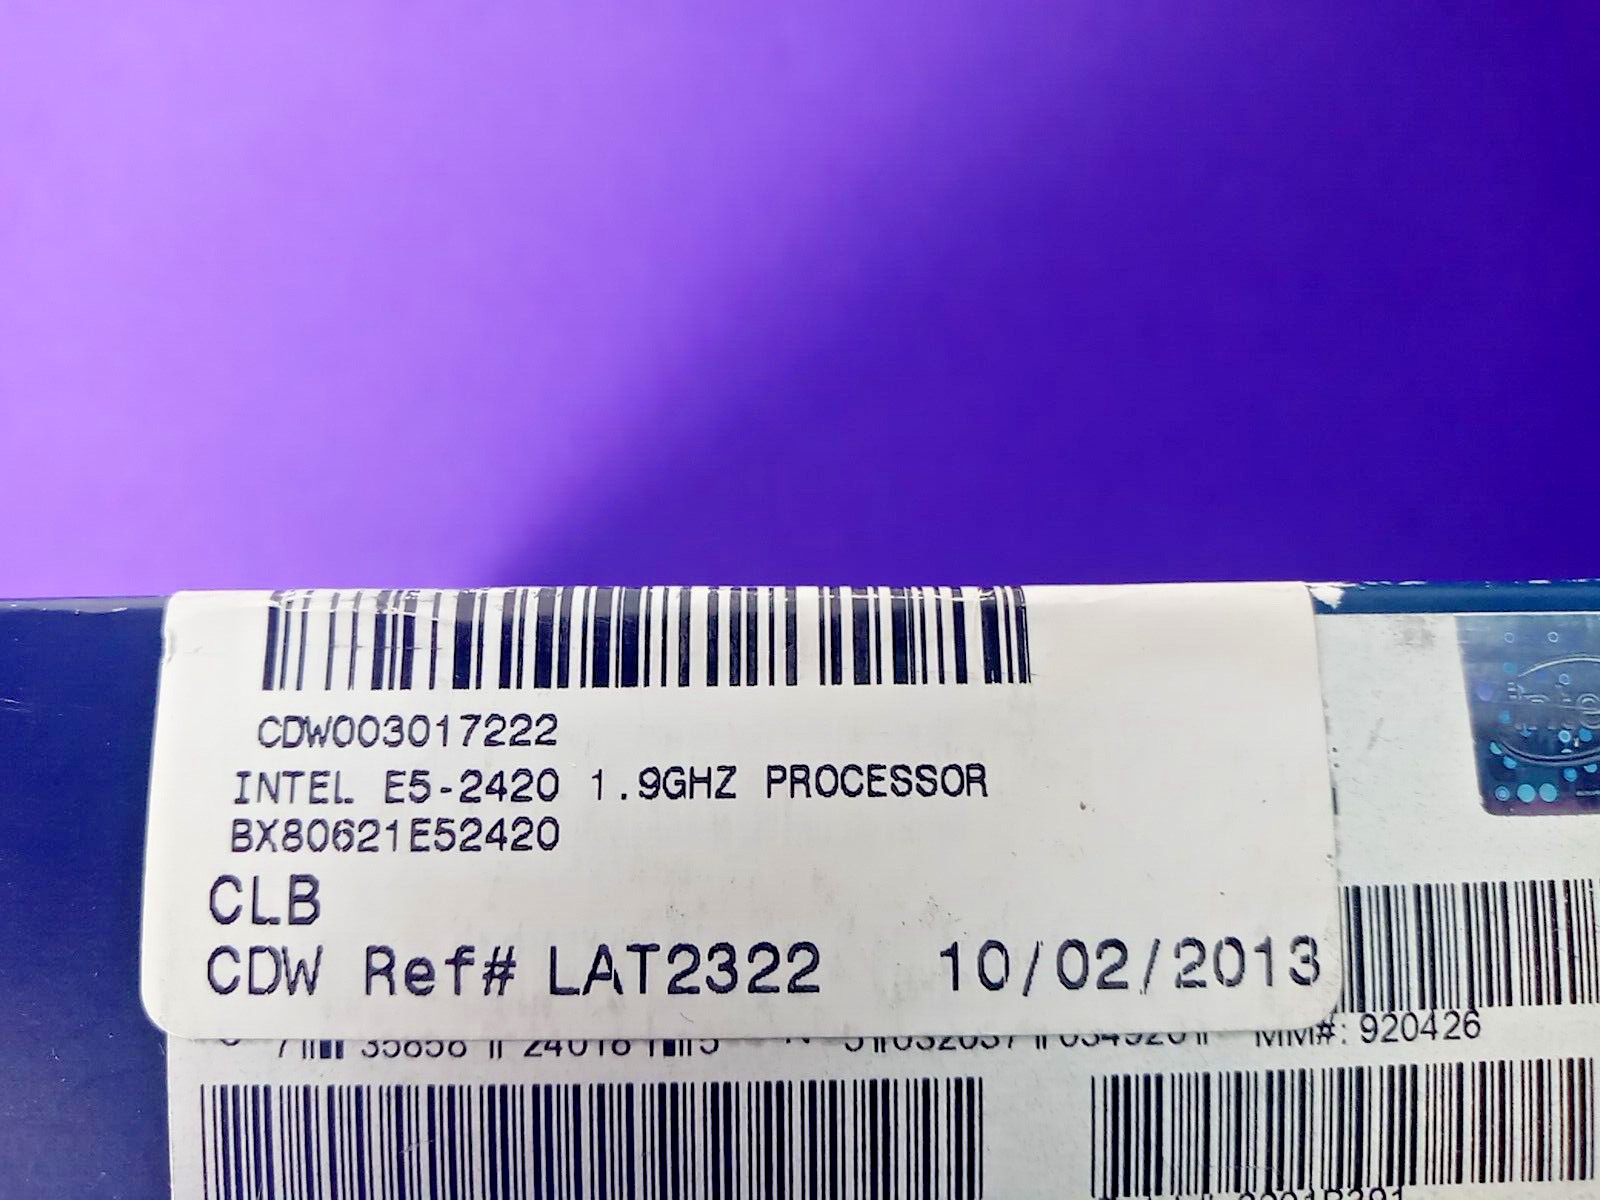 CDW003017222
INTEL E5-2420 1.9GHZ PROCESSOR
BX80621E52420
CLB
CDW Ref# LAT2322 10/02/2013
MM#: 920426